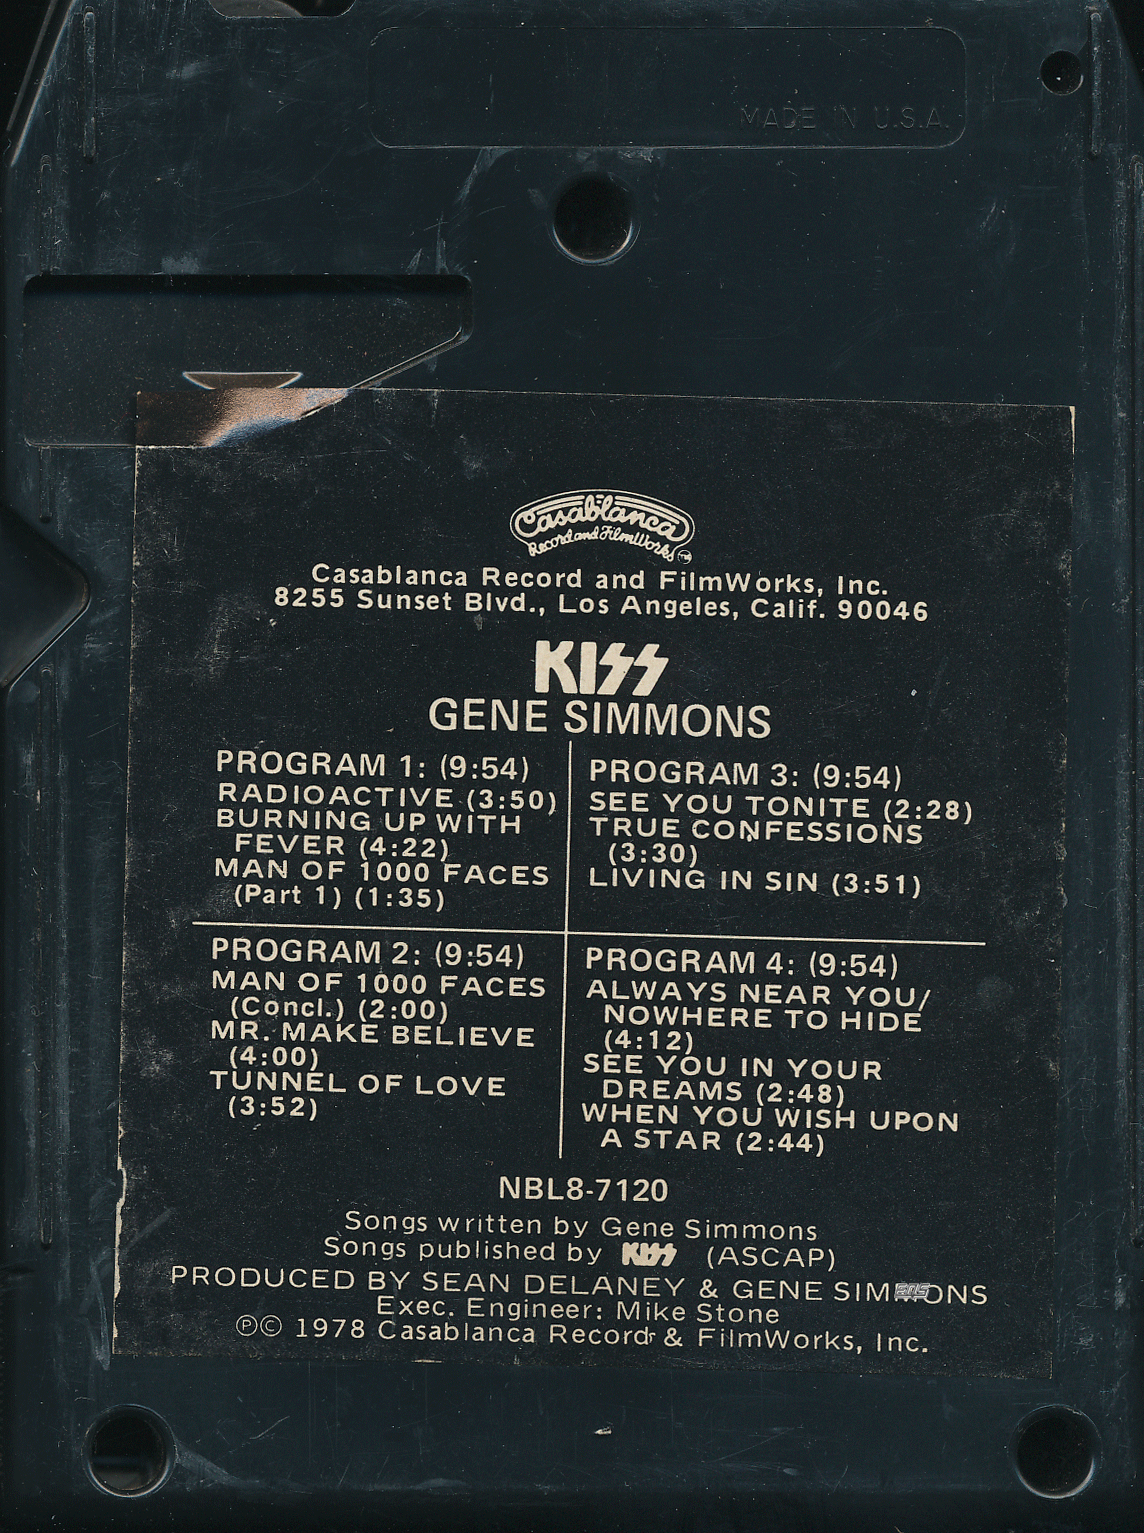 MADE IN U.S.A.
Casablanca
Record and FilmWorks TM
Casablanca Record and FilmWorks, Inc.
8255 Sunset Blvd., Los Angeles, Calif. 90046
KISS
GENE SIMMONS
PROGRAM 1: (9:54)
RADIOACTIVE (3:50)
BURNING UP WITH
FEVER (4:22)
MAN OF 1000 FACES
(Part 1) (1:35)
PROGRAM 2: (9:54)
MAN OF 1000 FACES
(Concl.) (2:00)
MR. MAKE BELIEVE
(4:00)
TUNNEL OF LOVE
(3:52)
PROGRAM 3: (9:54)
SEE YOU TONITE (2:28)
TRUE CONFESSIONS
(3:30)
LIVING IN SIN (3:51)
PROGRAM 4: (9:54)
ALWAYS NEAR YOU/
NOWHERE TO HIDE
(4:12)
SEE YOU IN YOUR
DREAMS (2:48)
WHEN YOU WISH UPON
A STAR (2:44)
NBL8-7120
Songs written by Gene Simmons
Songs published by KISS (ASCAP)
PRODUCED BY SEAN DELANEY & GENE SIMMONS
Exec. Engineer: Mike Stone
℗© 1978 Casablanca Record & FilmWorks, Inc.